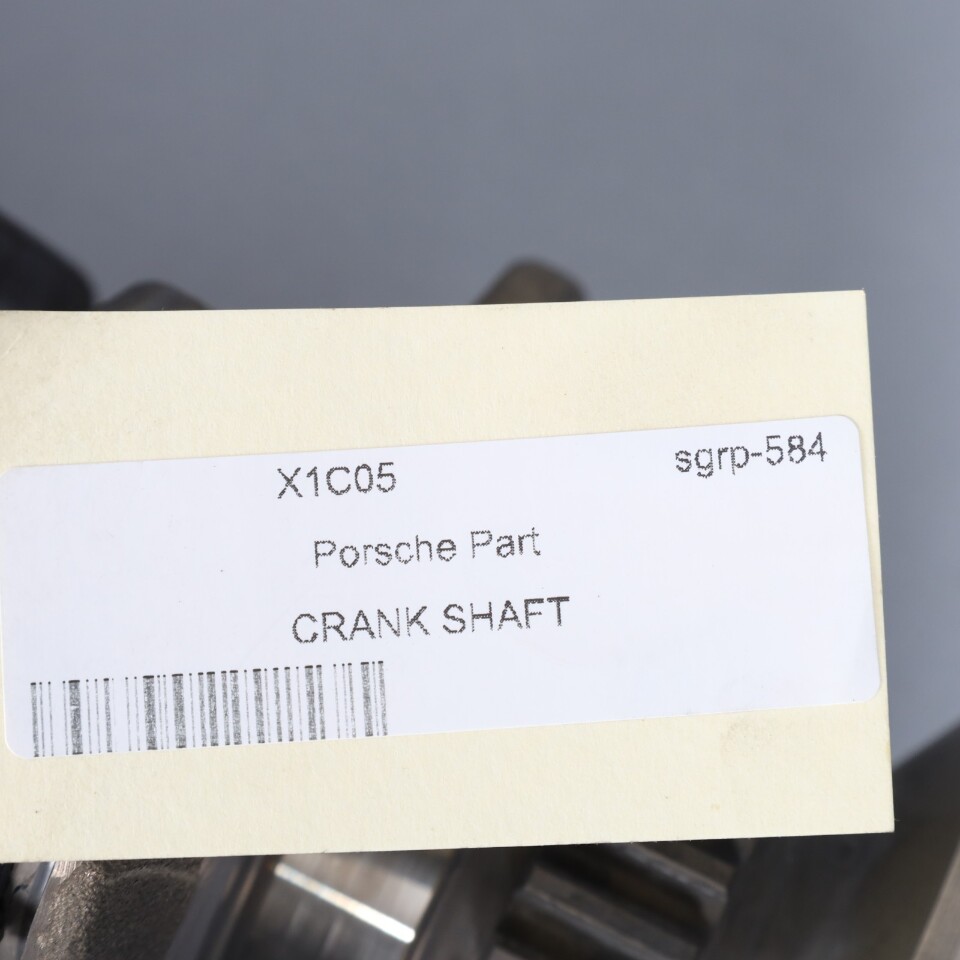 X1C05 sgrp-584
Porsche Part
CRANK SHAFT